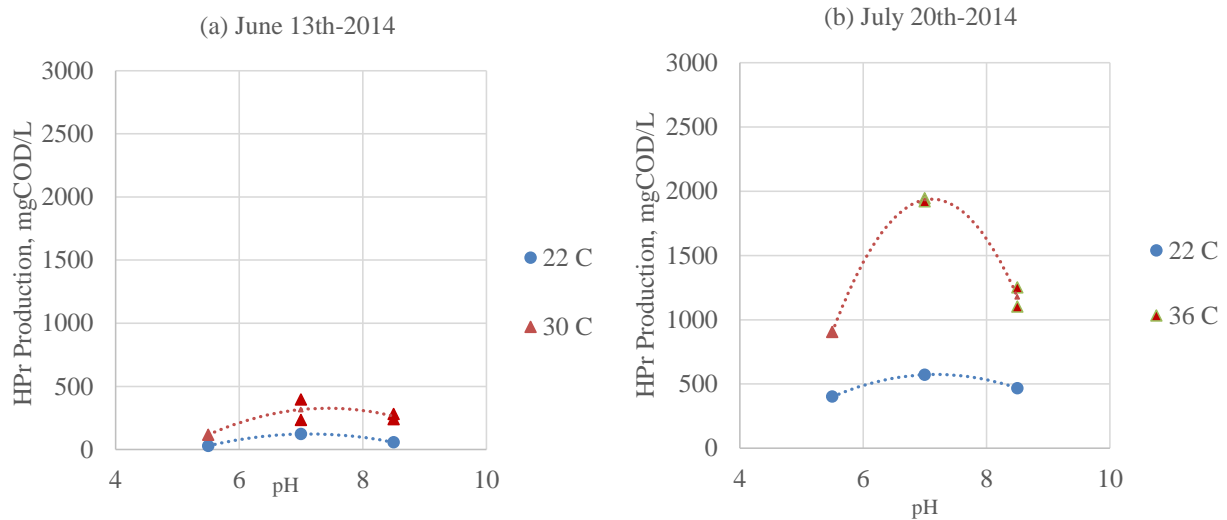 (a) June 13th-2014
HPr Production, mgCOD/L
3000
2500
2000
1500
1000
500
0
4
6
8
10
pH
22 C
30 C
(b) July 20th-2014
HPr Production, mgCOD/L
3000
2500
2000
1500
1000
500
0
4
6
8
10
pH
22 C
36 C